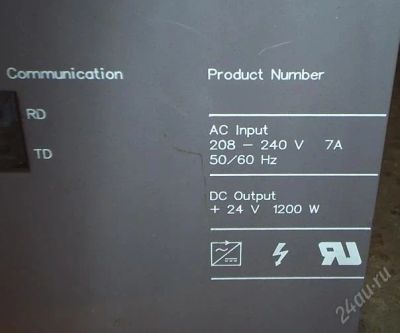 Communication
RD
TD
Product Number
AC Input
208 - 240 V 7A
50/60 Hz
DC Output
+ 24 V 1200 W
24au.ru